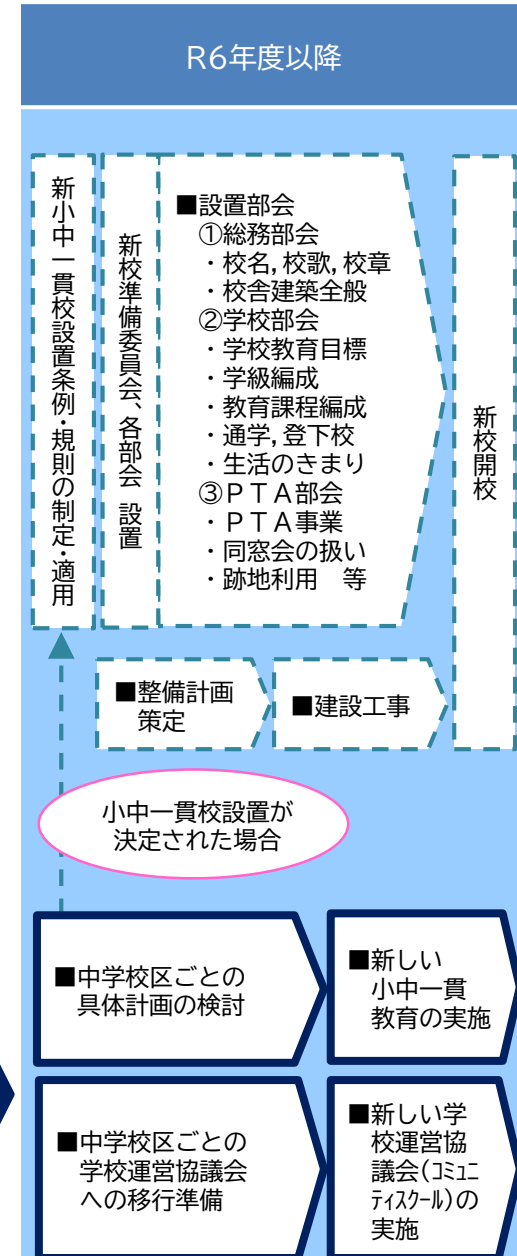 R6年度以降
新小中一貫校設置条例・規則の制定・適用
新校準備委員会、各部会 設置
■設置部会
①総務部会
・校名,校歌,校章
・校舎建築全般
②学校部会
・学校教育目標
・学級編成
・教育課程編成
・通学,登下校
・生活のきまり
③ＰＴＡ部会
・ＰＴＡ事業
・同窓会の扱い
・跡地利用　等
新校開校
■整備計画
策定
■建設工事
小中一貫校設置が
決定された場合
■中学校区ごとの
具体計画の検討
■新しい
小中一貫
教育の実施
■中学校区ごとの
学校運営協議会
への移行準備
■新しい学
校運営協
議会(ｺﾐｭﾆ
ﾃｨｽｸｰﾙ)の
実施